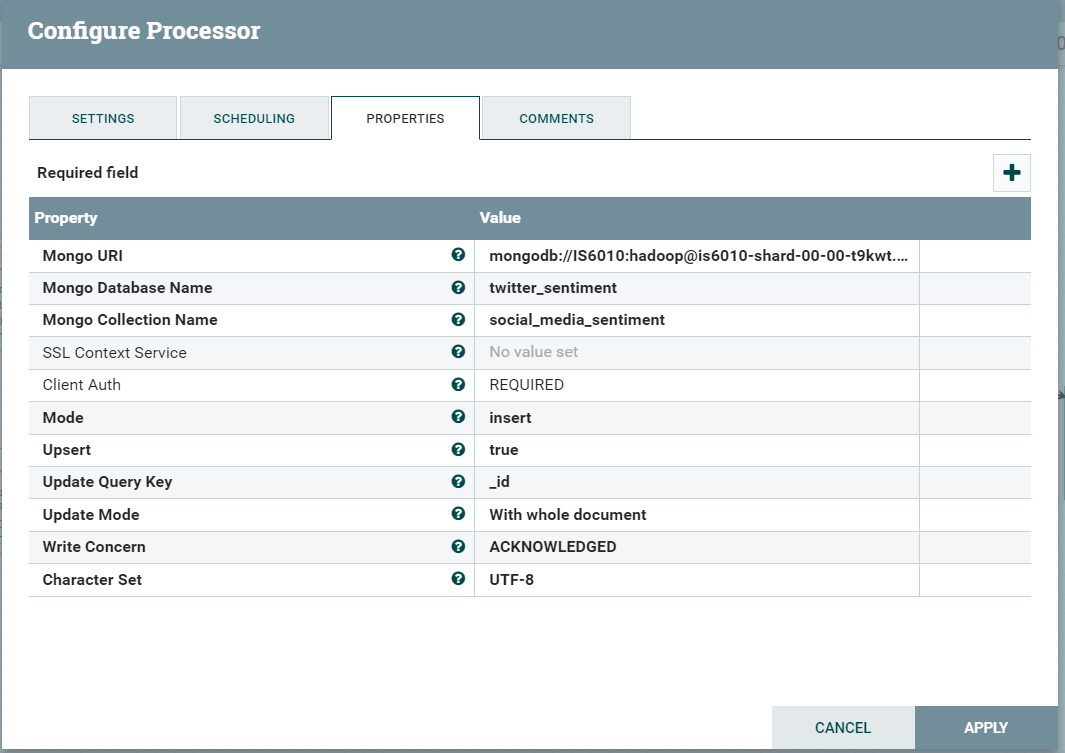 Configure Processor
SETTINGS SCHEDULING PROPERTIES COMMENTS
Required field
Property Value
Mongo URI mongodb://IS6010:hadoop@is6010-shard-00-00-t9kwt....
Mongo Database Name twitter_sentiment
Mongo Collection Name social_media_sentiment
SSL Context Service No value set
Client Auth REQUIRED
Mode insert
Upsert true
Update Query Key _id
Update Mode With whole document
Write Concern ACKNOWLEDGED
Character Set UTF-8
CANCEL APPLY